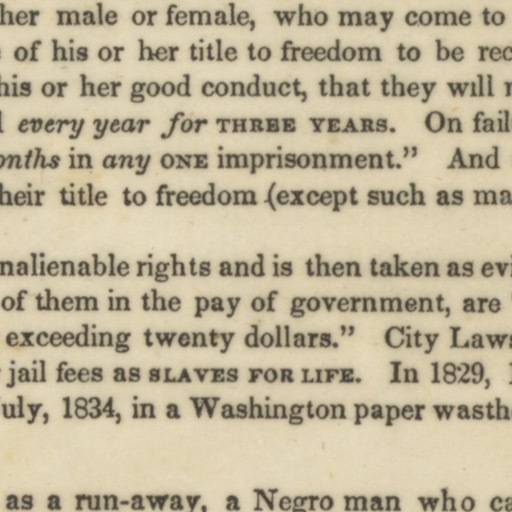 her male or female, who may come to
of his or her title to freedom to be rec
his or her good conduct, that they will
every year for THREE YEARS. On fail
onths in any ONE imprisonment." And
heir title to freedom (except such as ma
nalienable rights and is then taken as evi
of them in the pay of government, are
exceeding twenty dollars." City Laws
jail fees as SLAVES FOR LIFE. In 1829,
uly, 1834, in a Washington paper wasth
as a run-away, a Negro man who ca